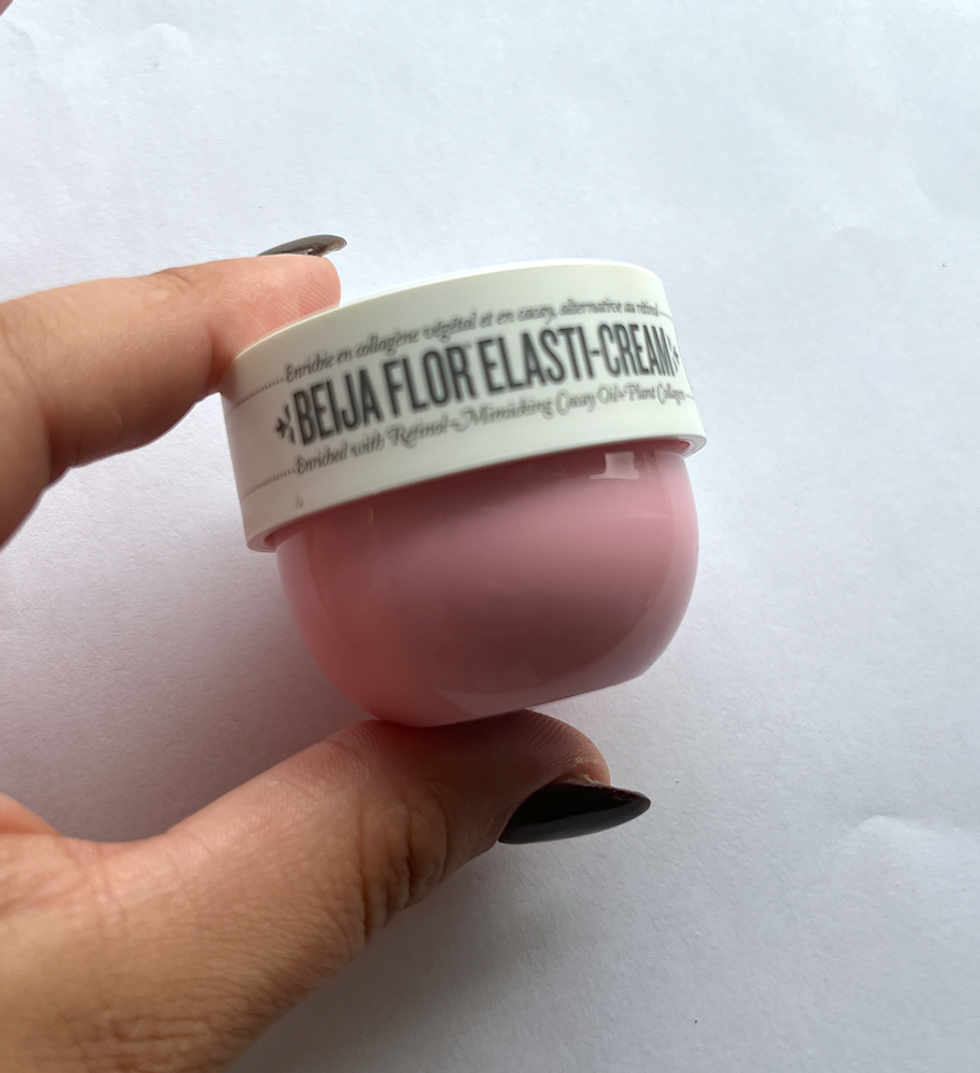 Enrichie en collagène végétal et en cacay, alternative au rétinol
BEIJA FLOR™ ELASTI-CREAM
Enriched with Retinol-Mimicking Cacay Oil + Plant Collagen